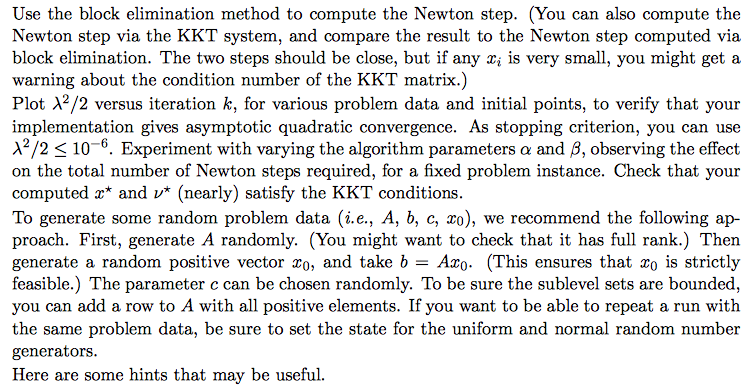 Use the block elimination method to compute the Newton step. (You can also compute the
Newton step via the KKT system, and compare the result to the Newton step computed via
block elimination. The two steps should be close, but if any xᵢ is very small, you might get a
warning about the condition number of the KKT matrix.)
Plot λ²/2 versus iteration k, for various problem data and initial points, to verify that your
implementation gives asymptotic quadratic convergence. As stopping criterion, you can use
λ²/2 ≤ 10⁻⁶. Experiment with varying the algorithm parameters α and β, observing the effect
on the total number of Newton steps required, for a fixed problem instance. Check that your
computed x⋆ and ν⋆ (nearly) satisfy the KKT conditions.
To generate some random problem data (i.e., A, b, c, x₀), we recommend the following ap-
proach. First, generate A randomly. (You might want to check that it has full rank.) Then
generate a random positive vector x₀, and take b = Ax₀. (This ensures that x₀ is strictly
feasible.) The parameter c can be chosen randomly. To be sure the sublevel sets are bounded,
you can add a row to A with all positive elements. If you want to be able to repeat a run with
the same problem data, be sure to set the state for the uniform and normal random number
generators.
Here are some hints that may be useful.